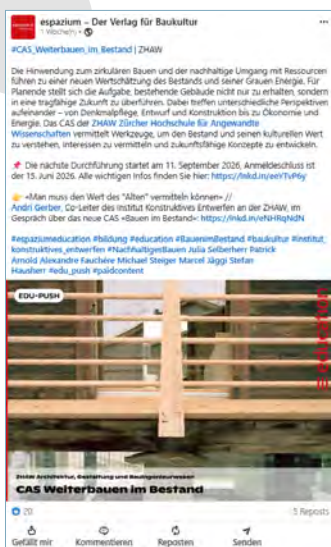 espazium – Der Verlag für Baukultur
1 Woche(n) •
#CAS_Weiterbauen_im_Bestand | ZHAW
Die Hinwendung zum zirkulären Bauen und der nachhaltige Umgang mit Ressourcen
führen zu einer neuen Wertschätzung des Bestands und seiner Grauen Energie. Für
Planende stellt sich die Aufgabe, bestehende Gebäude nicht nur zu erhalten, sondern
in eine tragfähige Zukunft zu überführen. Dabei treffen unterschiedliche Perspektiven
aufeinander – von Denkmalpflege, Entwurf und Konstruktion bis zu Ökonomie und
Energie. Das CAS der ZHAW Zürcher Hochschule für Angewandte
Wissenschaften vermittelt Werkzeuge, um den Bestand und seinen kulturellen Wert
zu verstehen, Interessen zu vermitteln und zukunftsfähige Konzepte zu entwickeln.
📌 Die nächste Durchführung startet am 11. September 2026, Anmeldeschluss ist
der 15. Juni 2026. Alle wichtigen Infos finden Sie hier: https://lnkd.in/eeYTvP6y
👉 «Man muss den Wert des "Alten" vermitteln können» //
Andri Gerber, Co-Leiter des Institut Konstruktives Entwerfen an der ZHAW, im
Gespräch über das neue CAS «Bauen im Bestand»: https://lnkd.in/eNHRqNdN
#espaziumeducation #bildung #education #BauenimBestand #baukultur #institut_
konstruktives_entwerfen #NachhaltigesBauen Julia Selberherr Patrick
Arnold Alexandre Fauchère Michael Steiger Marcel Jäggi Stefan
Hausherr #edu_push #paidcontent
EDU-PUSH
education
ZHAW Architektur, Gestaltung und Bauingenieurwesen
CAS Weiterbauen im Bestand
20
5 Reposts
Gefällt mir
Kommentieren
Reposten
Senden